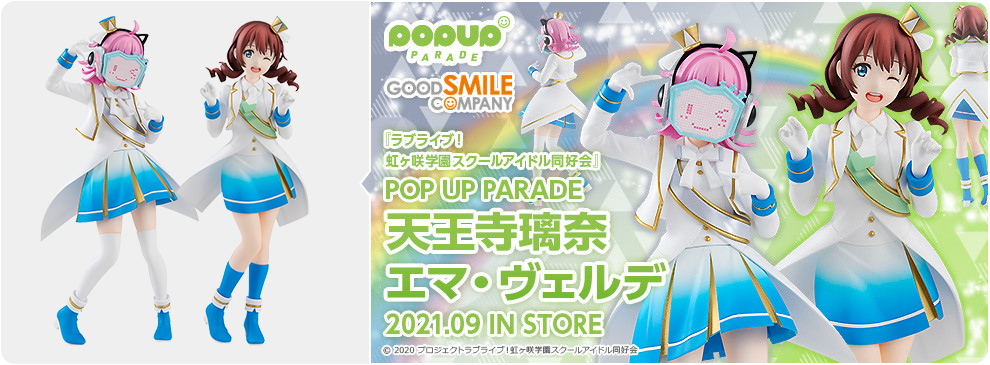 POPUP
PARADE
GOOD SMILE
COMPANY
『ラブライブ!
虹ヶ咲学園スクールアイドル同好会』
POP UP PARADE
天王寺璃奈
エマ・ヴェルデ
2021.09 IN STORE
© 2020 プロジェクトラブライブ!虹ヶ咲学園スクールアイドル同好会